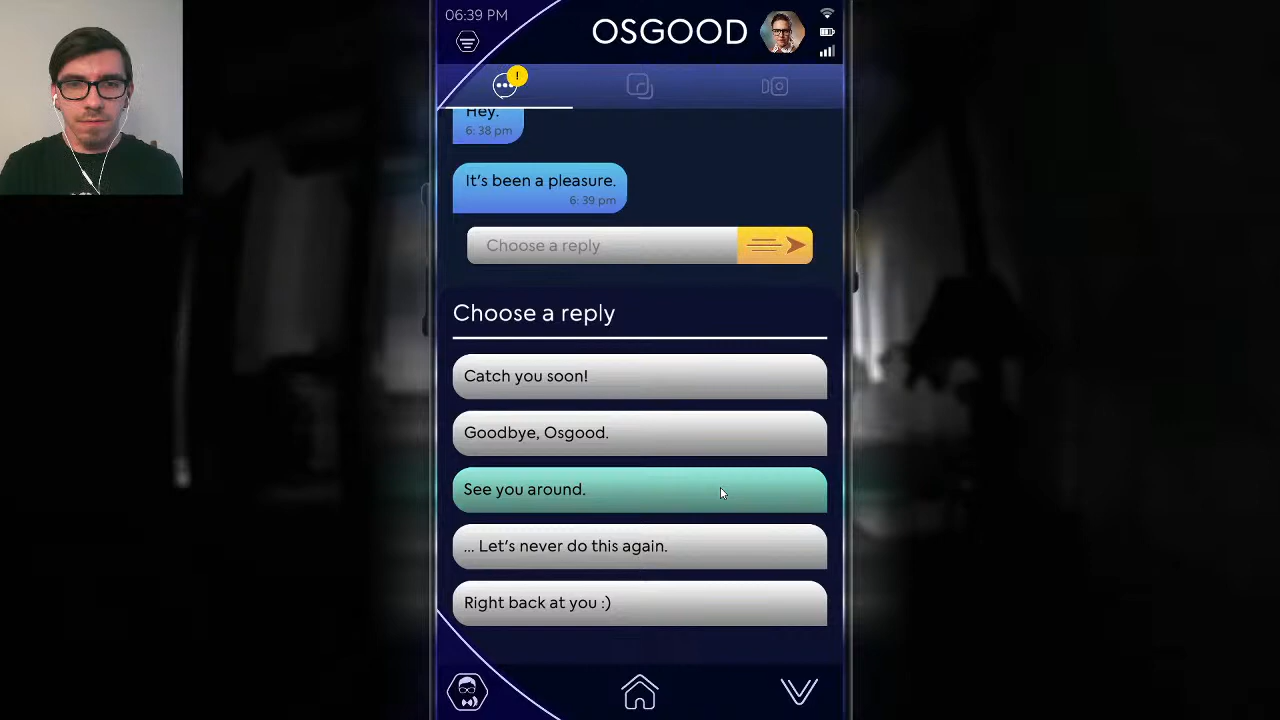 06:39 PM
OSGOOD
!
Hey.
6: 38 pm
It's been a pleasure.
6: 39 pm
Choose a reply
Choose a reply
Catch you soon!
Goodbye, Osgood.
See you around.
... Let's never do this again.
Right back at you :)